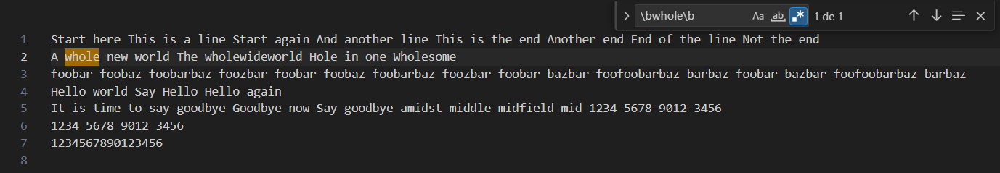 \bwhole\b Aa ab * 1 de 1
1 Start here This is a line Start again And another line This is the end Another end End of the line Not the end
2 A whole new world The wholewideworld Hole in one Wholesome
3 foobar foobaz foobarbaz foozbar foobar foobaz foobarbaz foozbar foobar bazbar foofoobarbaz barbaz foobar bazbar foofoobarbaz barbaz
4 Hello world Say Hello Hello again
5 It is time to say goodbye Goodbye now Say goodbye amidst middle midfield mid 1234-5678-9012-3456
6 1234 5678 9012 3456
7 1234567890123456
8